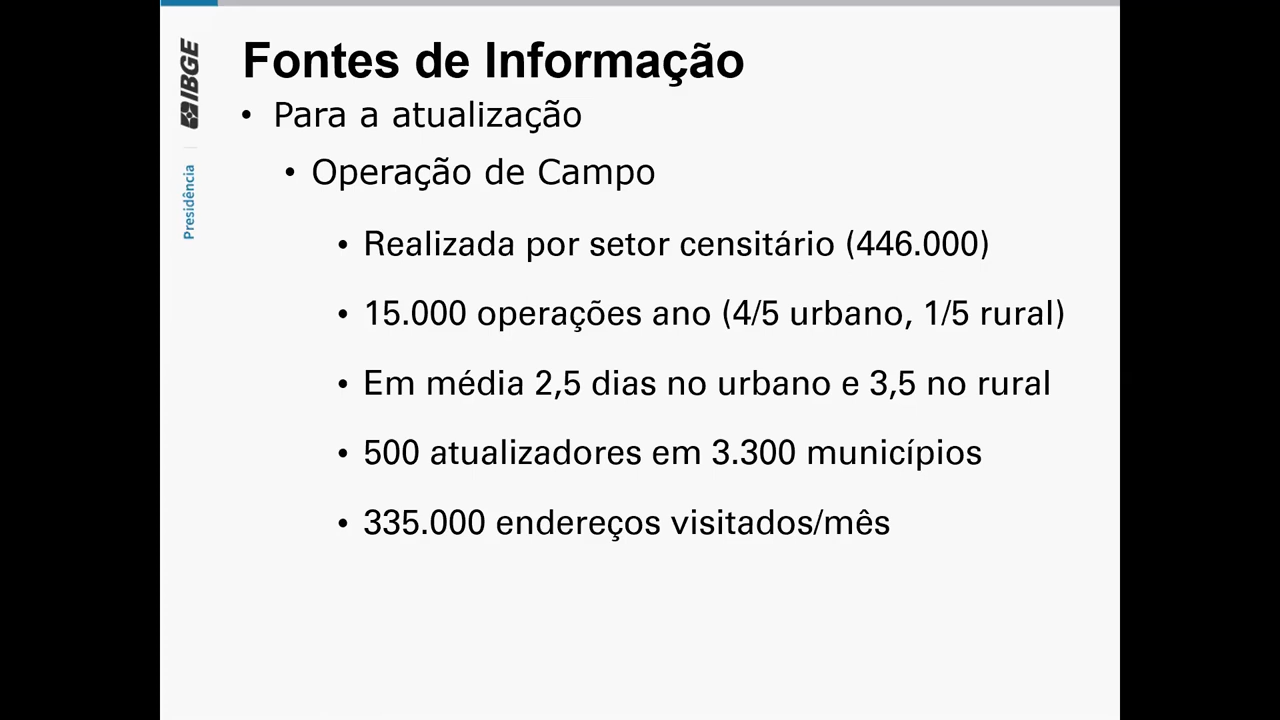 Fontes de Informação
• Para a atualização
• Operação de Campo
• Realizada por setor censitário (446.000)
• 15.000 operações ano (4/5 urbano, 1/5 rural)
• Em média 2,5 dias no urbano e 3,5 no rural
• 500 atualizadores em 3.300 municípios
• 335.000 endereços visitados/mês
IBGE
Presidência